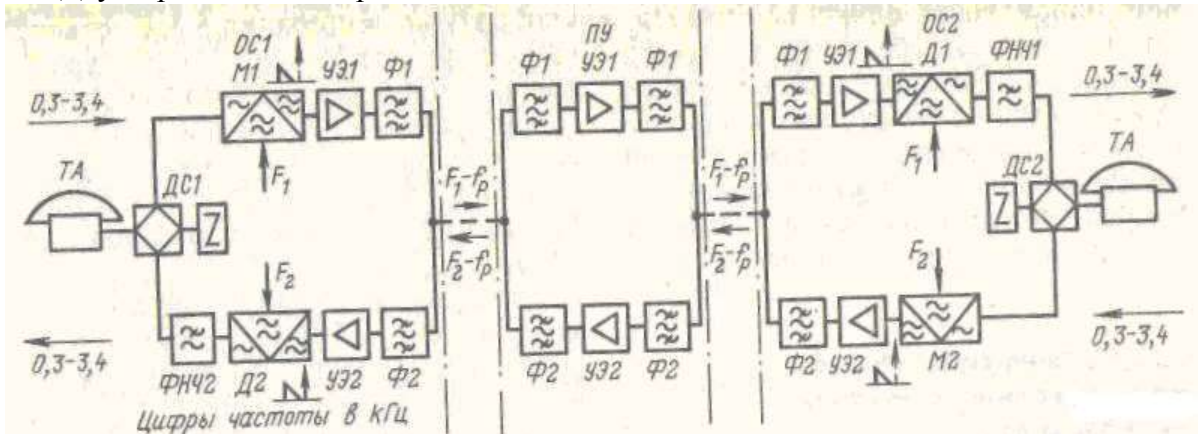 ОС1
ПУ
ОС2
М1
УЭ1
Ф1
Ф1
УЭ1
Ф1
Ф1
УЭ1
Д1
ФНЧ1
0,3-3,4
0,3-3,4
F₁
F₁
ТА
ДС1
Z
F₁-fр
F₂-fр
F₁-fр
F₂-fр
Z
ДС2
ТА
F₂
F₂
0,3-3,4
0,3-3,4
ФНЧ2
Д2
УЭ2
Ф2
Ф2
УЭ2
Ф2
Ф2
УЭ2
М2
Цифры частоты в кГц